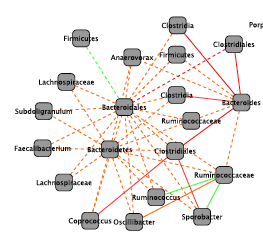 Clostridia
Porp
Firmicutes
Clostridiales
Anaerovorax
Firmicutes
Lachnospiraceae
Clostridia
Bacteroidales
Bacteroides
Subdoligranulum
Ruminococcaceae
Faecalibacterium
Bacteroidetes
Clostridiales
Lachnospiraceae
Ruminococcaceae
Ruminococcus
Coprococcus
Oscillibacter
Sporobacter